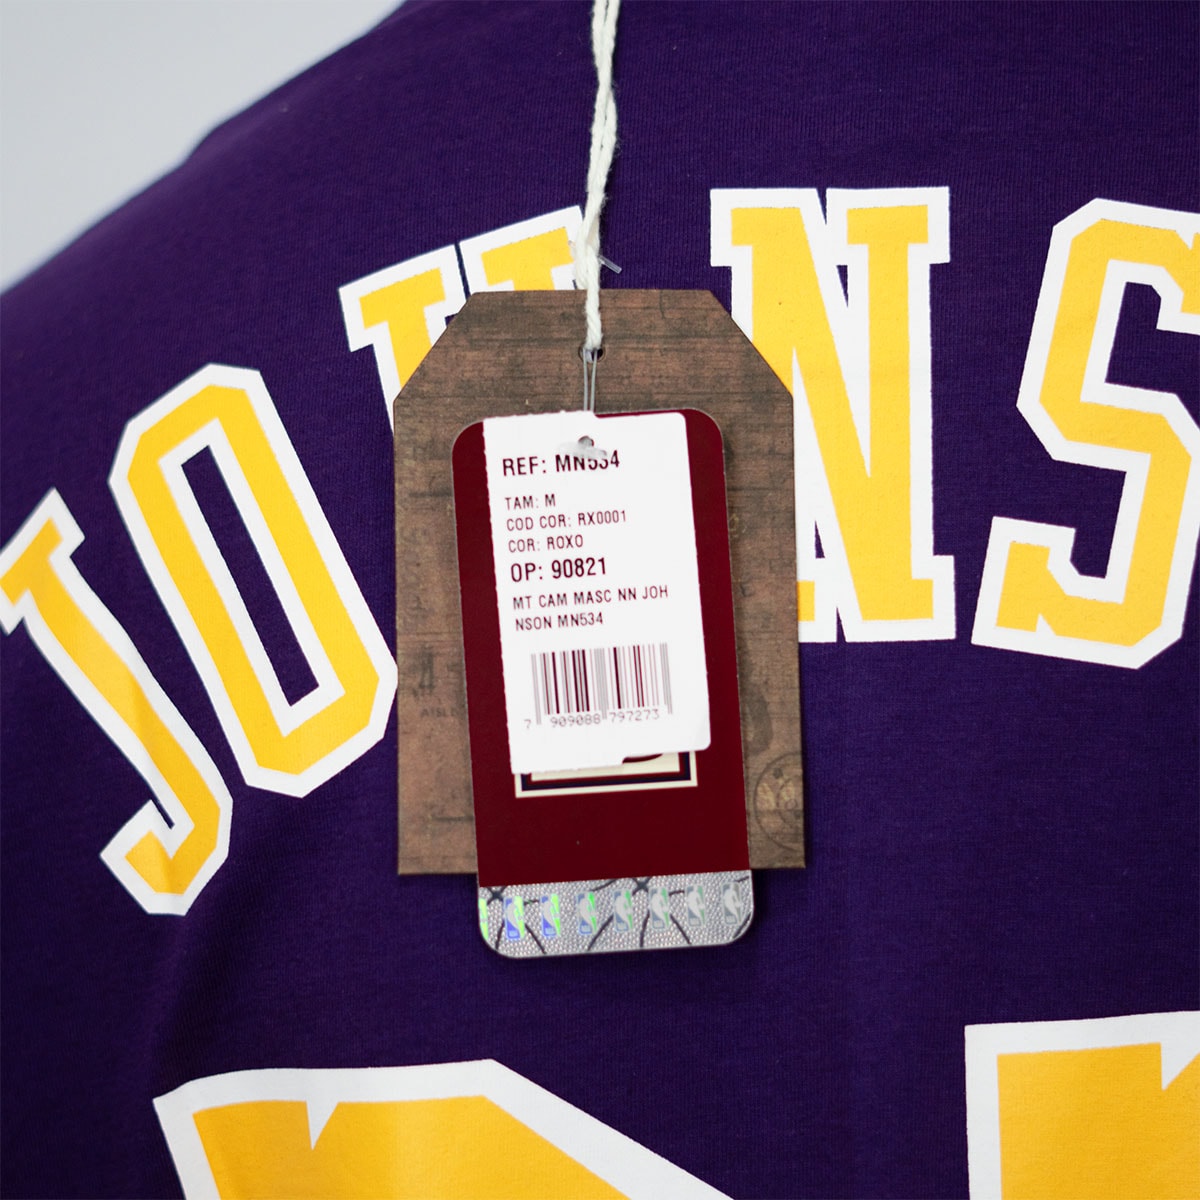 JOHNS
REF: MN534
TAM: M
COD COR: RX0001
COR: ROXO
OP: 90821
MT CAM MASC NN JOH
NSON MN534
7 909088 797273